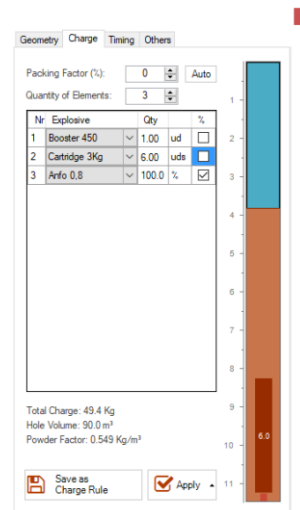 Geometry Charge Timing Others
Packing Factor (%): 0 Auto
Quantity of Elements: 3
Nr Explosive Qty %
1 Booster 450 1.00 ud
2 Cartridge 3Kg 6.00 uds
3 Anfo 0,8 100.0 %
Total Charge: 49.4 Kg
Hole Volume: 90.0 m³
Powder Factor: 0.549 Kg/m³
Save as
Charge Rule
Apply
1
2
3
4
5
6
7
8
9
10
11
6.0